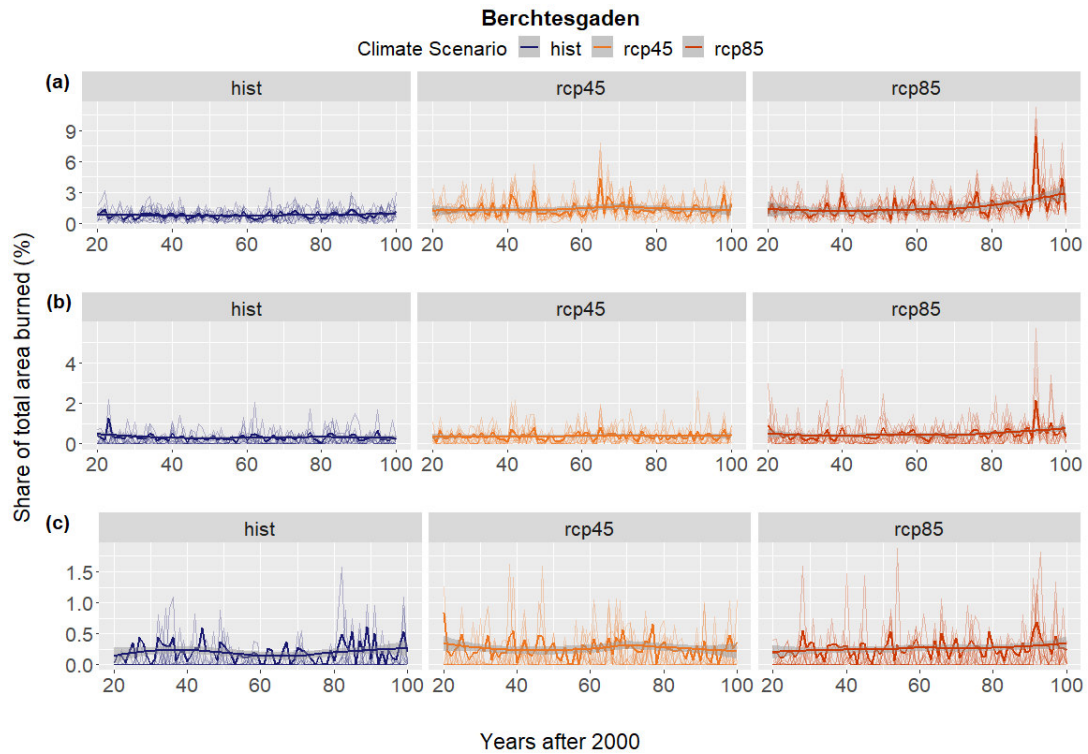 Berchtesgaden
Climate Scenario hist rcp45 rcp85
(a)
hist rcp45 rcp85
9
6
3
0
20 40 60 80 100 20 40 60 80 100 20 40 60 80 100
(b)
hist rcp45 rcp85
4
2
0
20 40 60 80 100 20 40 60 80 100 20 40 60 80 100
(c)
hist rcp45 rcp85
1.5
1.0
0.5
0.0
20 40 60 80 100 20 40 60 80 100 20 40 60 80 100
Share of total area burned (%)
Years after 2000